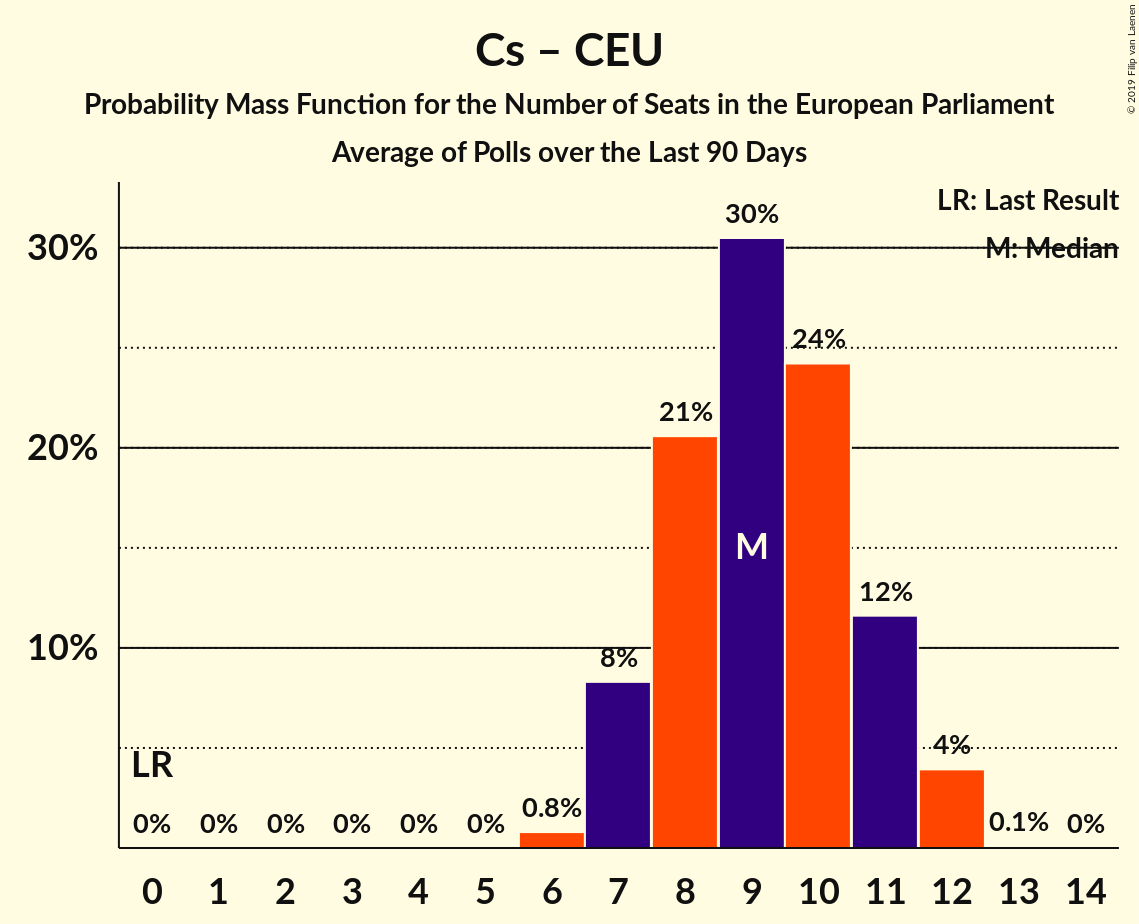 Cs – CEU
Probability Mass Function for the Number of Seats in the European Parliament
Average of Polls over the Last 90 Days
© 2019 Filip van Laenen
LR: Last Result
M: Median
30%
20%
10%
LR
0% 0% 0% 0% 0% 0% 0.8% 8% 21% 30% 24% 12% 4% 0.1% 0%
M
0 1 2 3 4 5 6 7 8 9 10 11 12 13 14